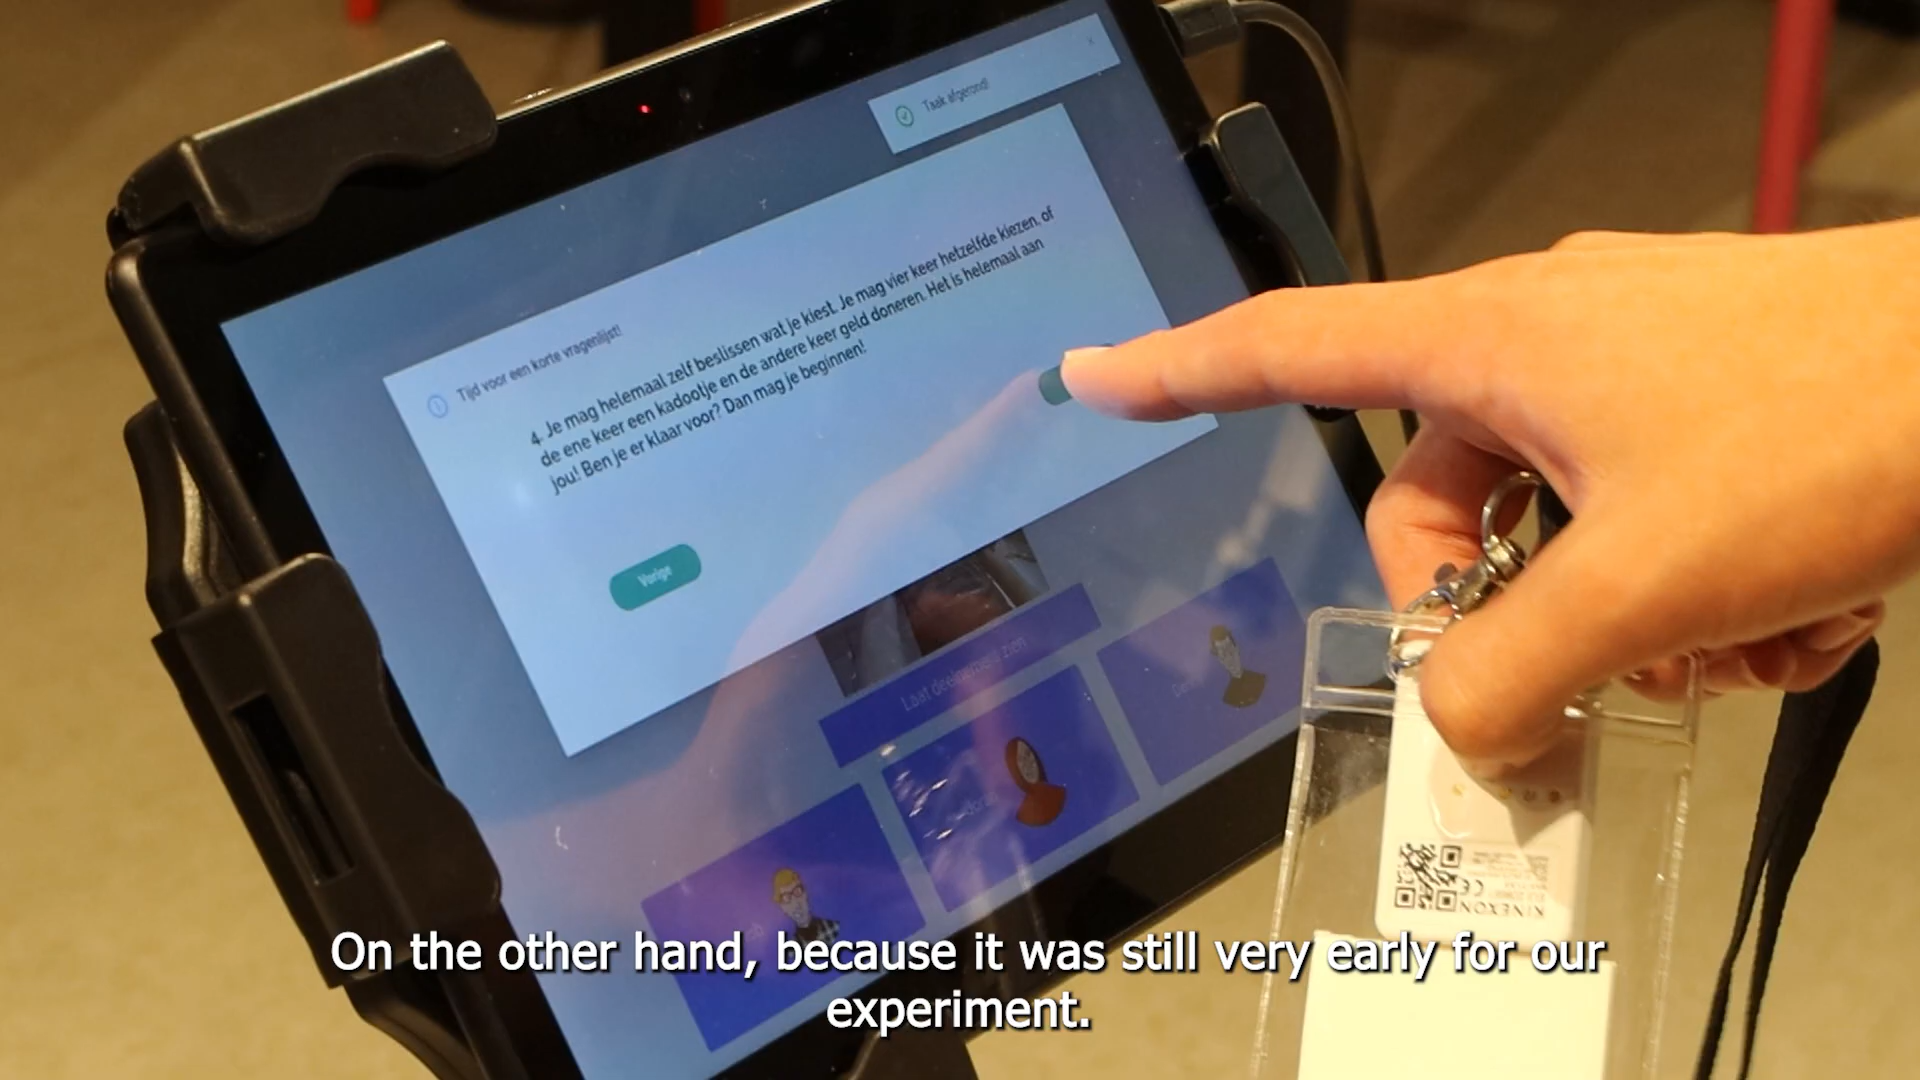 Taak afgerond!
Tijd voor een korte vragenlijst!
4. Je mag helemaal zelf beslissen wat je kiest. Je mag vier keer hetzelfde kiezen, of
de ene keer een kadootje en de andere keer geld doneren. Het is helemaal aan
jou! Ben je er klaar voor? Dan mag je beginnen!
Vorige
Laat deelnemers zien
KINEXON
On the other hand, because it was still very early for our
experiment.